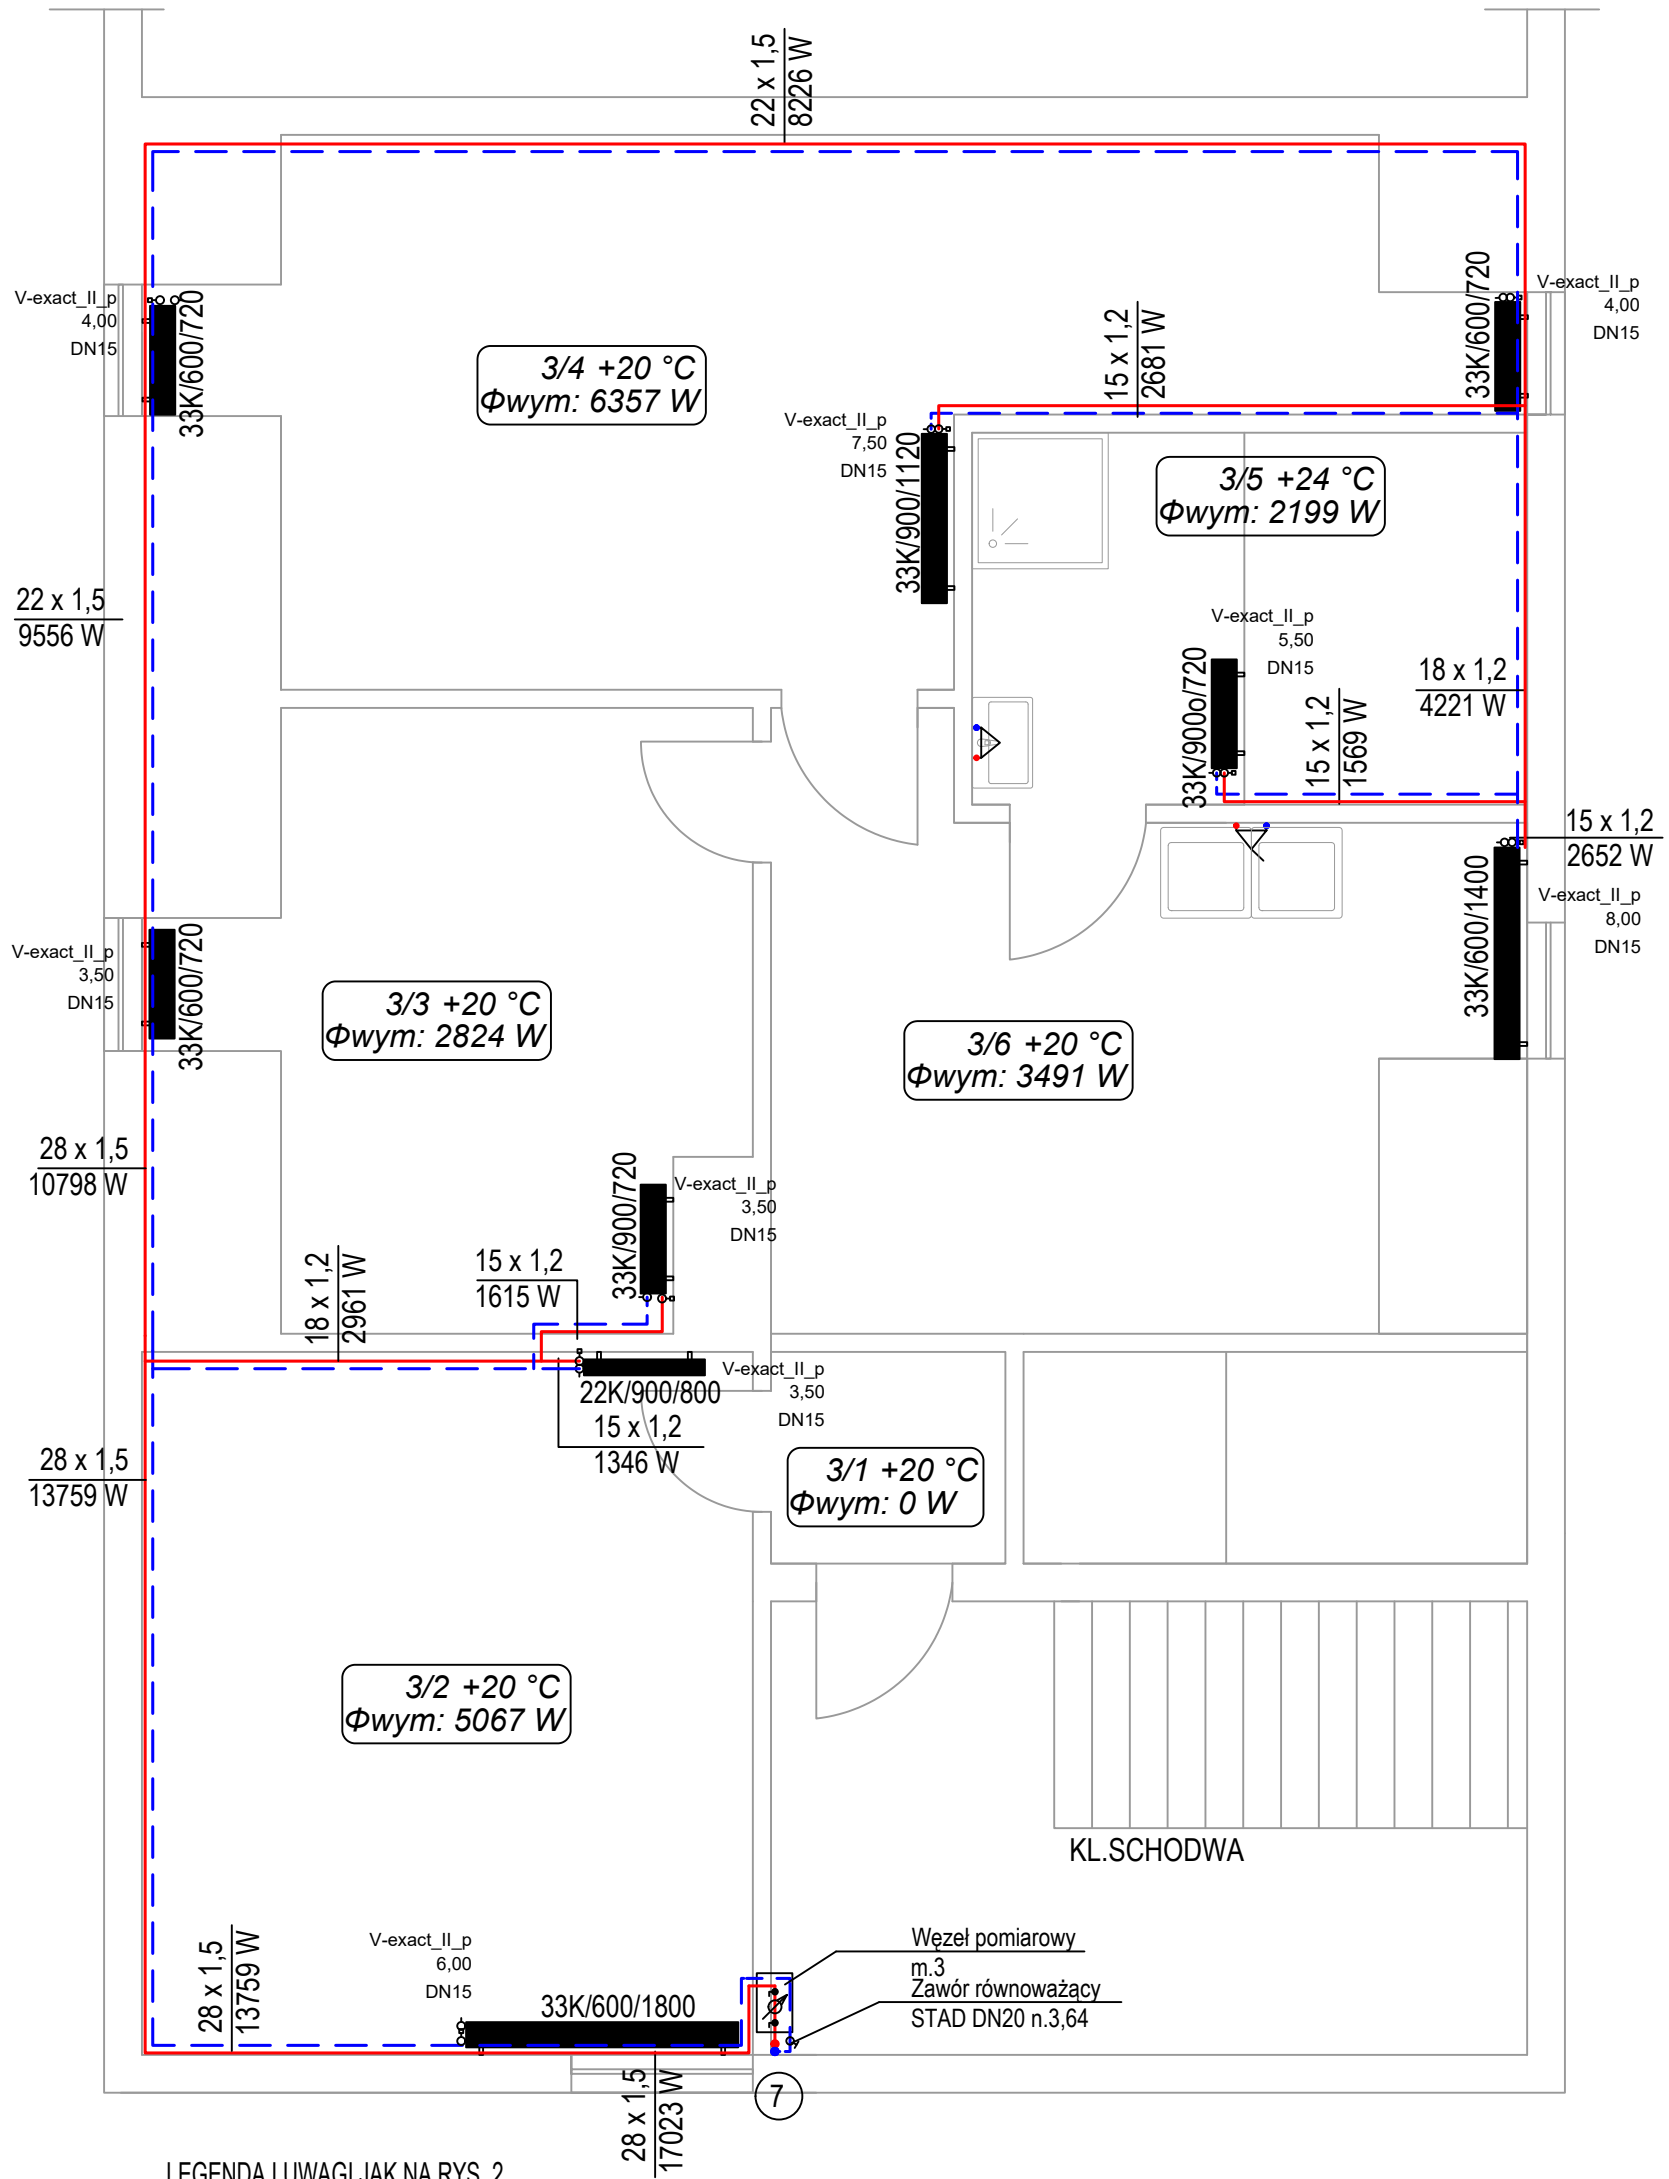 22 x 1,5
8226 W
V-exact_II_p
4,00
DN15
33K/600/720
3/4 +20 °C
Φwym: 6357 W
15 x 1,2
2681 W
33K/600/720
V-exact_II_p
4,00
DN15
V-exact_II_p
7,50
DN15
33K/900/1120
3/5 +24 °C
Φwym: 2199 W
22 x 1,5
9556 W
V-exact_II_p
5,50
DN15
33K/900o/720
15 x 1,2
1569 W
18 x 1,2
4221 W
15 x 1,2
2652 W
V-exact_II_p
8,00
DN15
33K/600/1400
V-exact_II_p
3,50
DN15
33K/600/720
3/3 +20 °C
Φwym: 2824 W
3/6 +20 °C
Φwym: 3491 W
28 x 1,5
10798 W
33K/900/720
V-exact_II_p
3,50
DN15
18 x 1,2
2961 W
15 x 1,2
1615 W
22K/900/800
V-exact_II_p
3,50
DN15
15 x 1,2
1346 W
28 x 1,5
13759 W
3/1 +20 °C
Φwym: 0 W
3/2 +20 °C
Φwym: 5067 W
KL.SCHODWA
28 x 1,5
13759 W
V-exact_II_p
6,00
DN15
33K/600/1800
Węzeł pomiarowy
m.3
Zawór równoważący
STAD DN20 n.3,64
28 x 1,5
17023 W
7
LEGENDA I UWAGI JAK NA RYS. 2